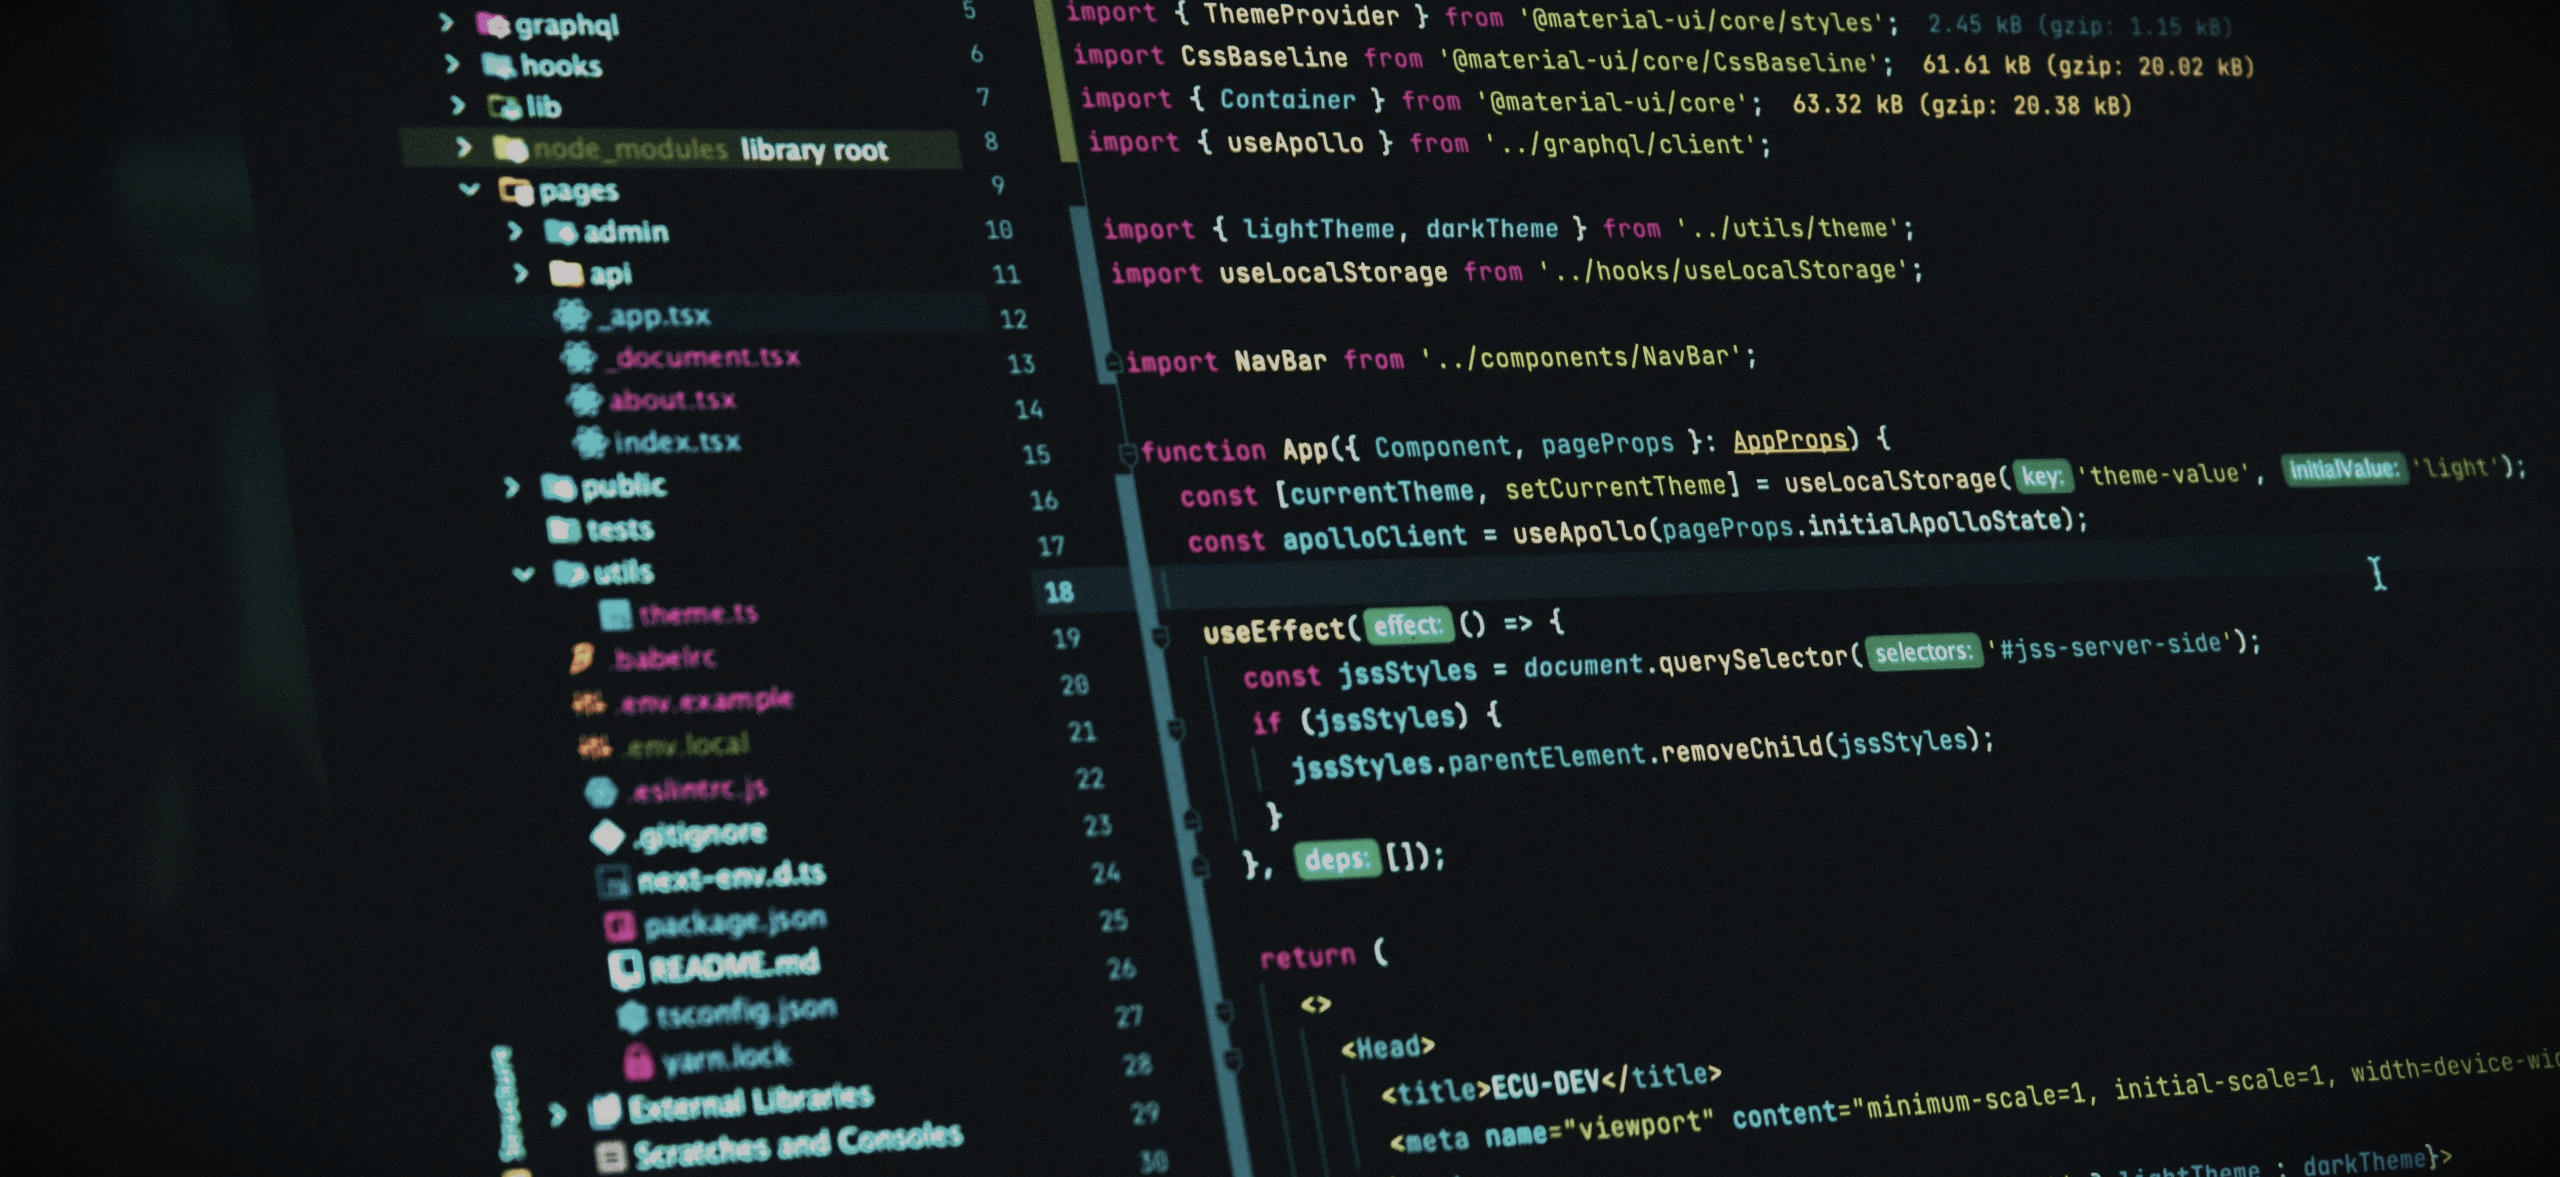 graphql
hooks
lib
node_modules library root
pages
admin
api
_app.tsx
_document.tsx
about.tsx
index.tsx
public
tests
utils
theme.ts
.babelrc
.env.example
.env.local
.eslintrc.js
.gitignore
next-env.d.ts
package.json
README.md
tsconfig.json
yarn.lock
External Libraries
Scratches and Consoles
5 import { ThemeProvider } from '@material-ui/core/styles'; 2.45 kB (gzip: 1.15 kB)
6 import CssBaseline from '@material-ui/core/CssBaseline'; 61.61 kB (gzip: 20.02 kB)
7 import { Container } from '@material-ui/core'; 63.32 kB (gzip: 20.38 kB)
8 import { useApollo } from '../graphql/client';
9
10 import { lightTheme, darkTheme } from '../utils/theme';
11 import useLocalStorage from '../hooks/useLocalStorage';
12
13 import NavBar from '../components/NavBar';
14
15 function App({ Component, pageProps }: AppProps) {
16 const [currentTheme, setCurrentTheme] = useLocalStorage( key: 'theme-value', initialValue: 'light');
17 const apolloClient = useApollo(pageProps.initialApolloState);
18
19 useEffect( effect: () => {
20 const jssStyles = document.querySelector( selectors: '#jss-server-side');
21 if (jssStyles) {
22 jssStyles.parentElement.removeChild(jssStyles);
23 }
24 }, deps: []);
25
26 return (
27 <>
28 <Head>
29 <title>ECU-DEV</title>
30 <meta name="viewport" content="minimum-scale=1, initial-scale=1, width=device-wid
lightTheme : darkTheme}>